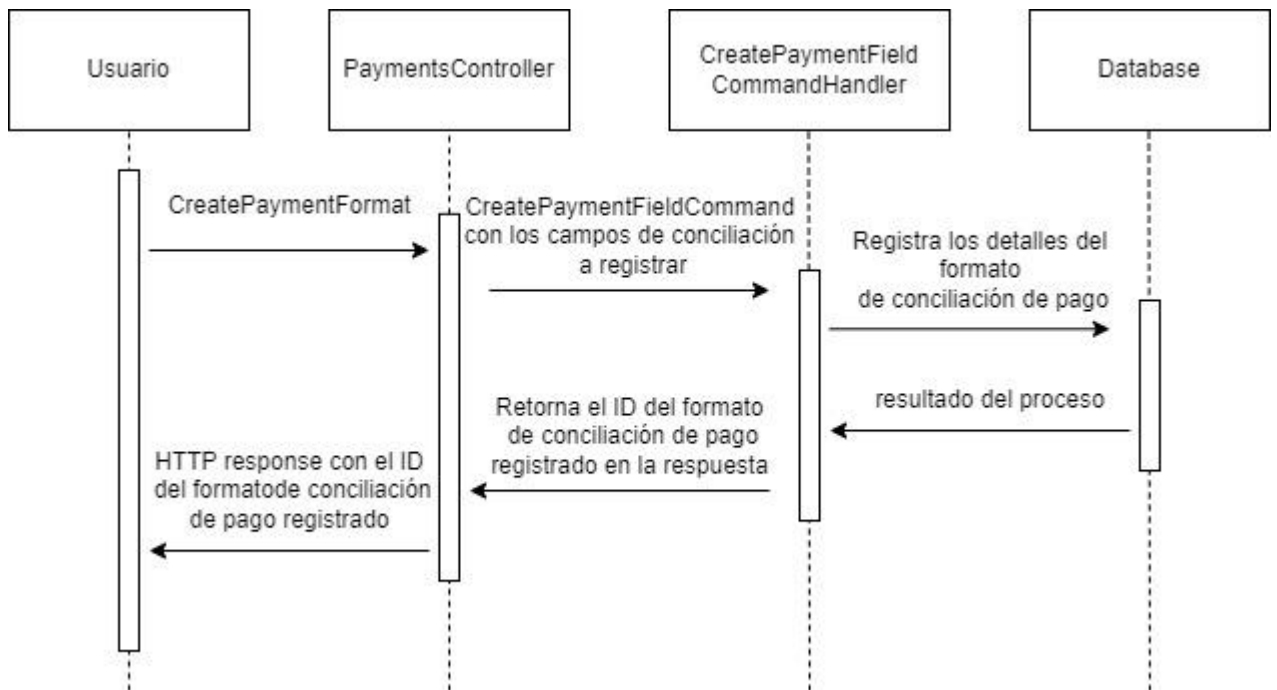 Usuario
PaymentsController
CreatePaymentField
CommandHandler
Database
CreatePaymentFormat
CreatePaymentFieldCommand
con los campos de conciliación
a registrar
Registra los detalles del
formato
de conciliación de pago
resultado del proceso
Retorna el ID del formato
de conciliación de pago
registrado en la respuesta
HTTP response con el ID
del formatode conciliación
de pago registrado